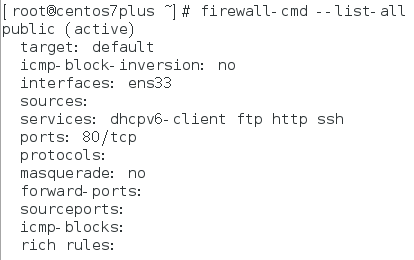 [root@centos7plus ~]# firewall-cmd --list-all
public (active)
  target: default
  icmp-block-inversion: no
  interfaces: ens33
  sources:
  services: dhcpv6-client ftp http ssh
  ports: 80/tcp
  protocols:
  masquerade: no
  forward-ports:
  sourceports:
  icmp-blocks:
  rich rules: